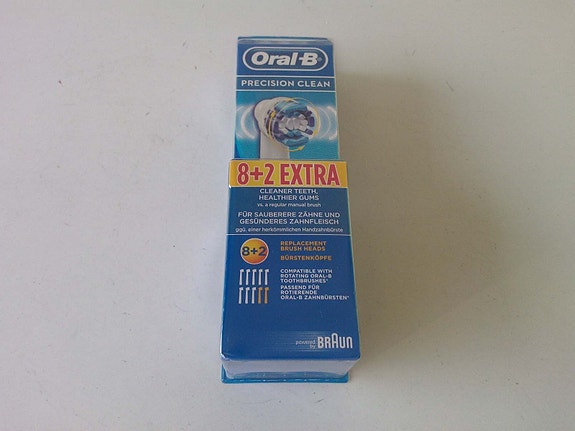 Oral-B
PRECISION CLEAN
8+2 EXTRA
CLEANER TEETH,
HEALTHIER GUMS
vs. a regular manual brush
FÜR SAUBERERE ZÄHNE UND
GESÜNDERES ZAHNFLEISCH
ggü. einer herkömmlichen Handzahnbürste
8+2
REPLACEMENT
BRUSH HEADS
BÜRSTENKÖPFE
COMPATIBLE WITH
ROTATING ORAL-B
TOOTHBRUSHES*
PASSEND FÜR
ROTIERENDE
ORAL-B ZAHNBÜRSTEN*
powered by BRAUN